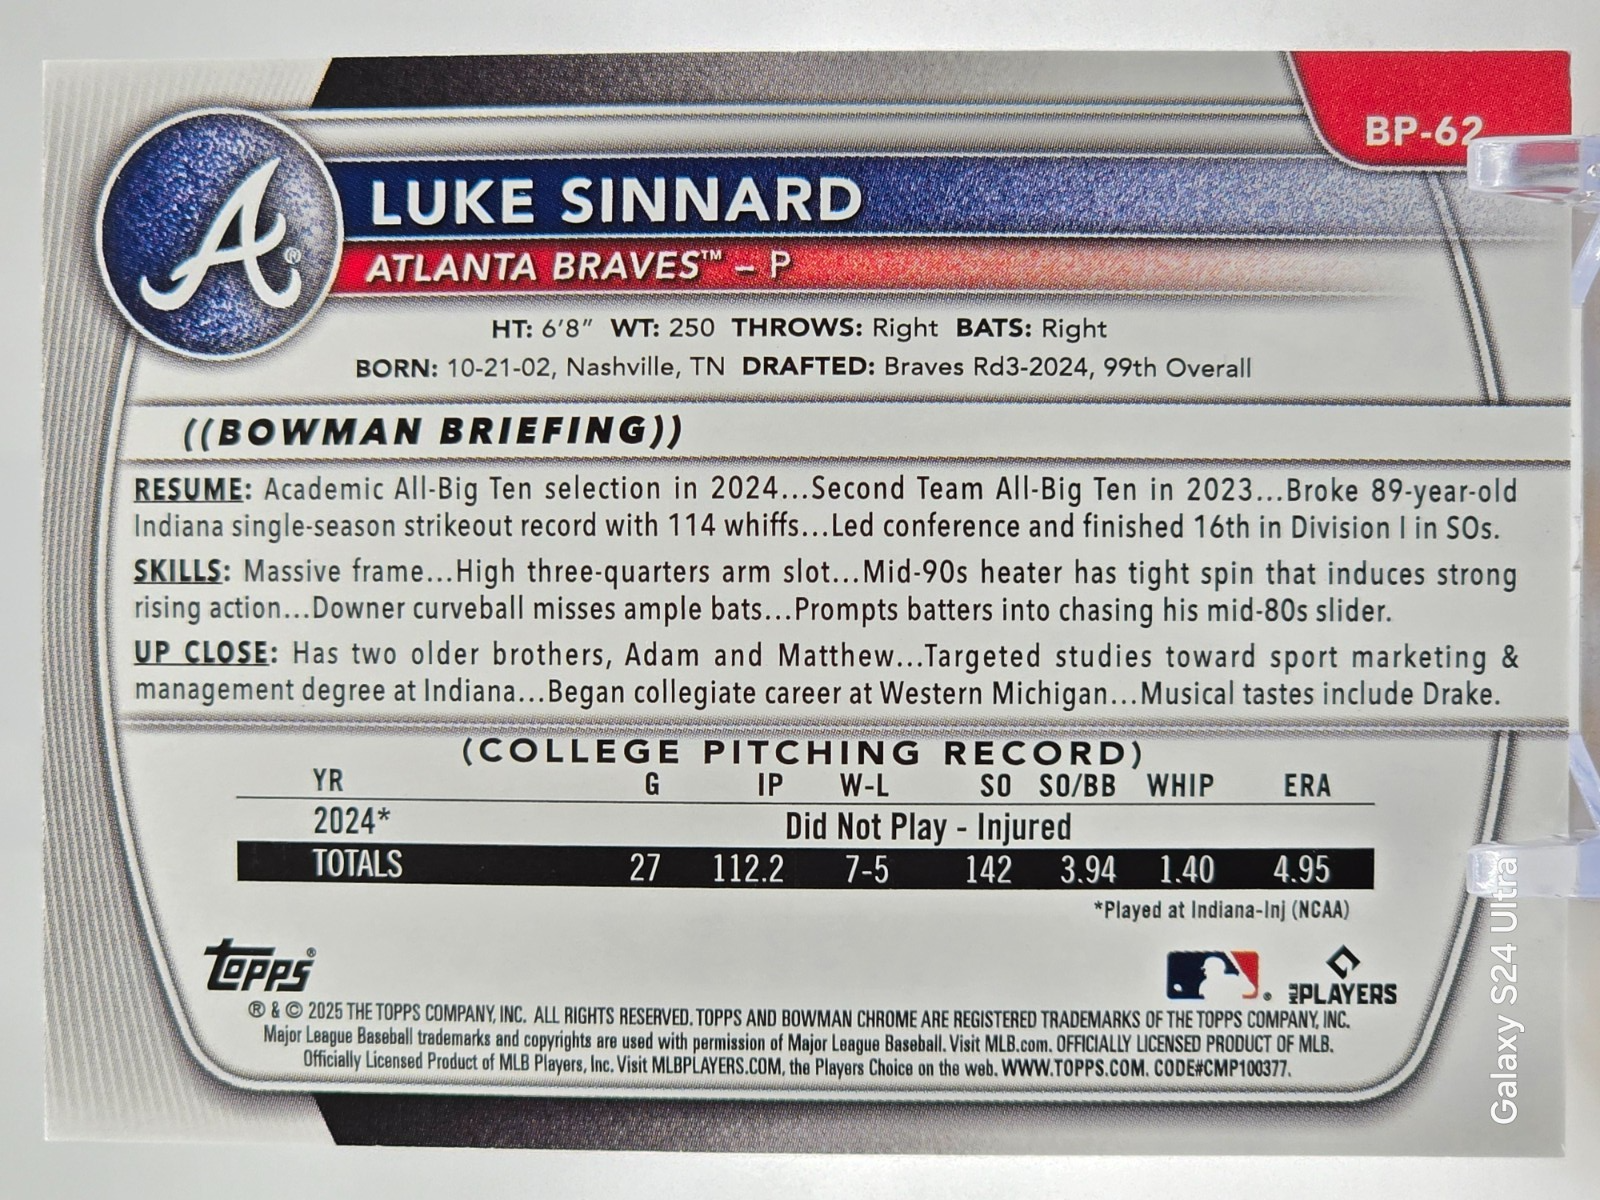 BP-62
LUKE SINNARD
ATLANTA BRAVES™ – P
HT: 6'8" WT: 250 THROWS: Right BATS: Right
BORN: 10-21-02, Nashville, TN DRAFTED: Braves Rd3-2024, 99th Overall
((BOWMAN BRIEFING))
RESUME: Academic All-Big Ten selection in 2024...Second Team All-Big Ten in 2023...Broke 89-year-old
Indiana single-season strikeout record with 114 whiffs...Led conference and finished 16th in Division I in SOs.
SKILLS: Massive frame...High three-quarters arm slot...Mid-90s heater has tight spin that induces strong
rising action...Downer curveball misses ample bats...Prompts batters into chasing his mid-80s slider.
UP CLOSE: Has two older brothers, Adam and Matthew...Targeted studies toward sport marketing &
management degree at Indiana...Began collegiate career at Western Michigan...Musical tastes include Drake.
(COLLEGE PITCHING RECORD)
YR G IP W-L SO SO/BB WHIP ERA
2024* Did Not Play - Injured
TOTALS 27 112.2 7-5 142 3.94 1.40 4.95
*Played at Indiana-Inj (NCAA)
A®
Topps®
® MLB PLAYERS
® & © 2025 THE TOPPS COMPANY, INC. ALL RIGHTS RESERVED. TOPPS AND BOWMAN CHROME ARE REGISTERED TRADEMARKS OF THE TOPPS COMPANY, INC.
Major League Baseball trademarks and copyrights are used with permission of Major League Baseball. Visit MLB.com. OFFICIALLY LICENSED PRODUCT OF MLB.
Officially Licensed Product of MLB Players, Inc. Visit MLBPLAYERS.COM, the Players Choice on the web. WWW.TOPPS.COM. CODE#CMP100377.
Galaxy S24 Ultra